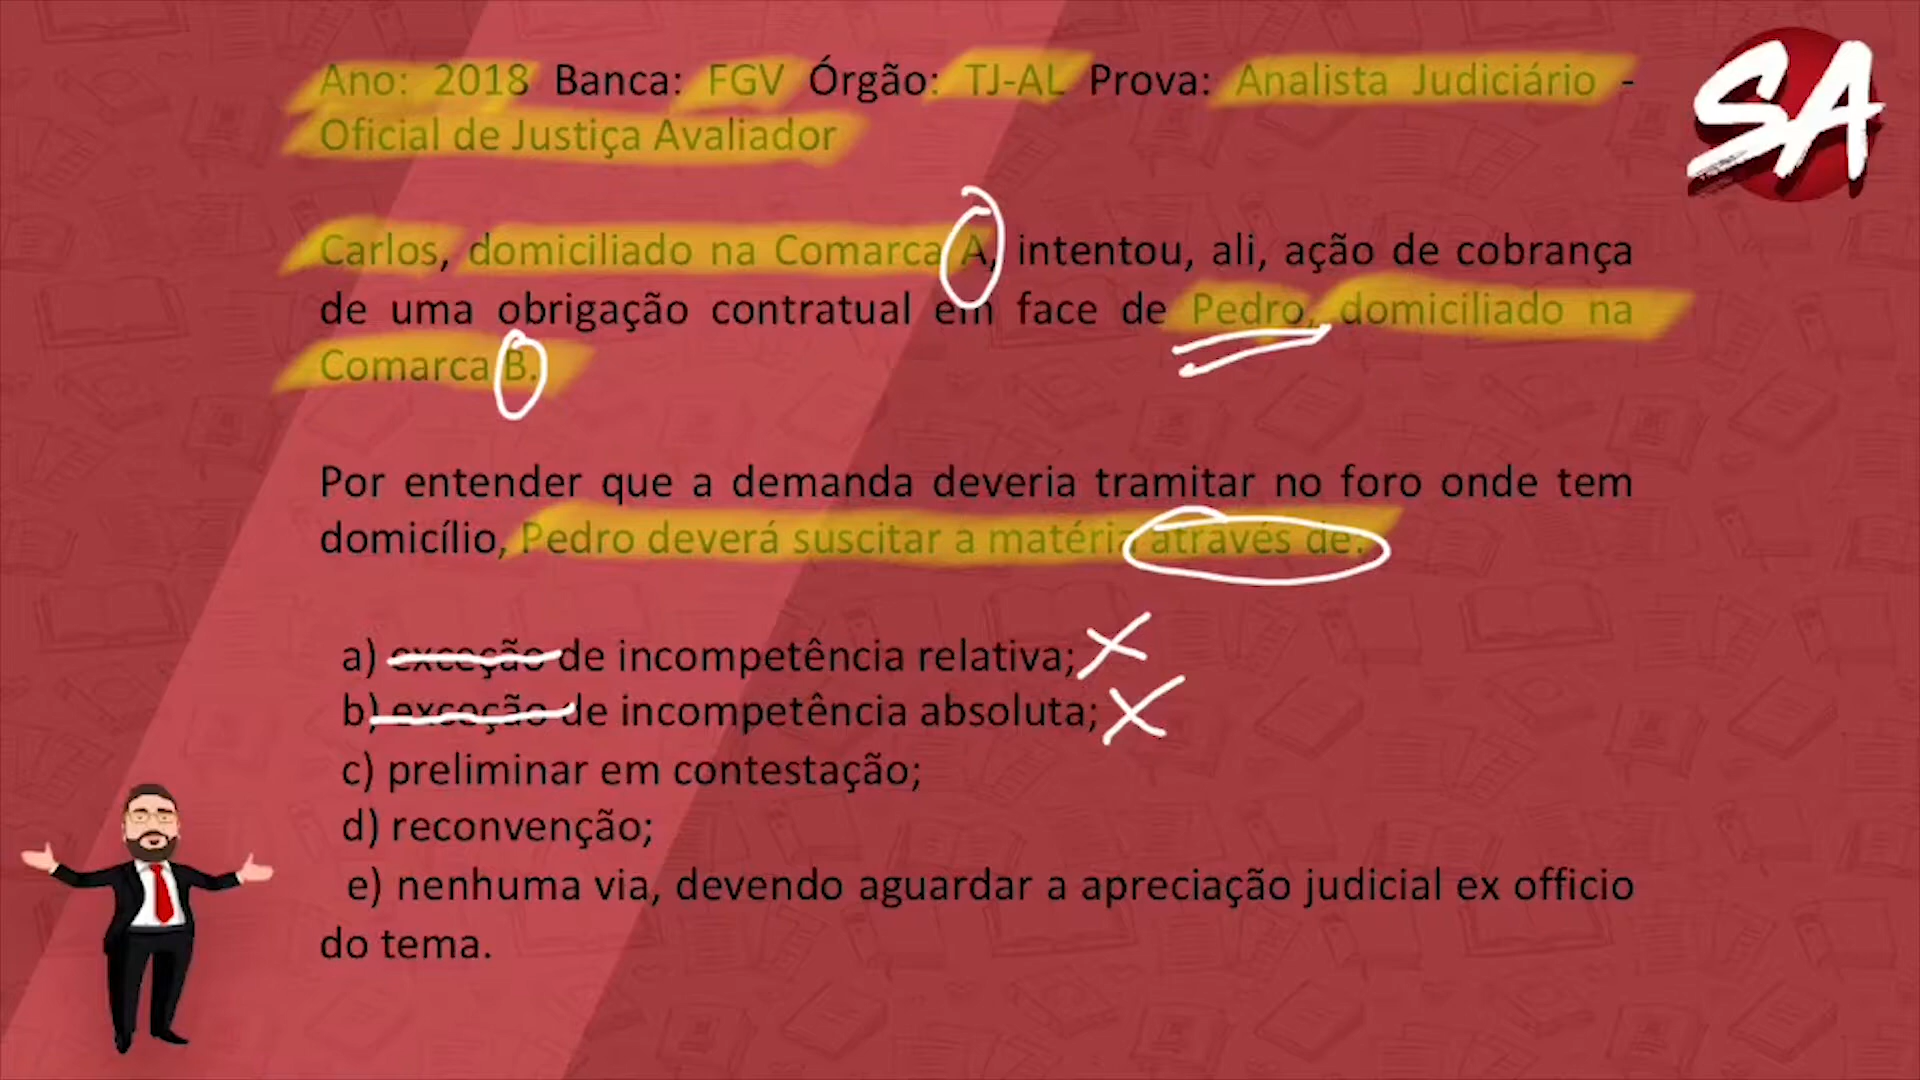 Ano: 2018 Banca: FGV Órgão: TJ-AL Prova: Analista Judiciário -
Oficial de Justiça Avaliador
SA
Carlos, domiciliado na Comarca A, intentou, ali, ação de cobrança
de uma obrigação contratual em face de Pedro, domiciliado na
Comarca B.
Por entender que a demanda deveria tramitar no foro onde tem
domicílio, Pedro deverá suscitar a matéria através de:
a) exceção de incompetência relativa;
b) exceção de incompetência absoluta;
c) preliminar em contestação;
d) reconvenção;
e) nenhuma via, devendo aguardar a apreciação judicial ex officio
do tema.